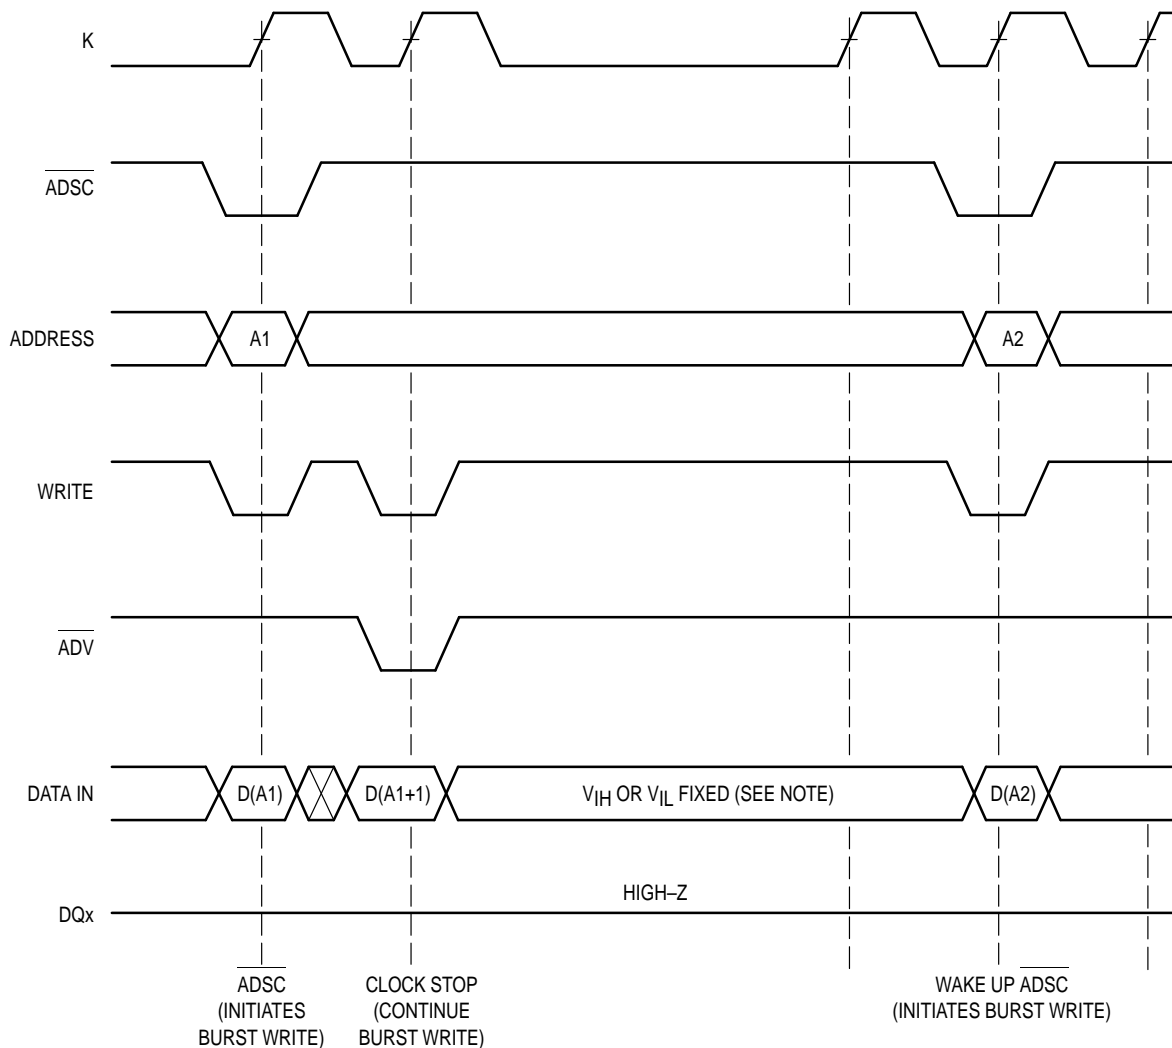 K
ADSC
ADDRESS A1 A2
WRITE
ADV
DATA IN D(A1) D(A1+1) VIH OR VIL FIXED (SEE NOTE) D(A2)
HIGH–Z
DQx
ADSC CLOCK STOP WAKE UP ADSC
(INITIATES (CONTINUE (INITIATES BURST WRITE)
BURST WRITE) BURST WRITE)